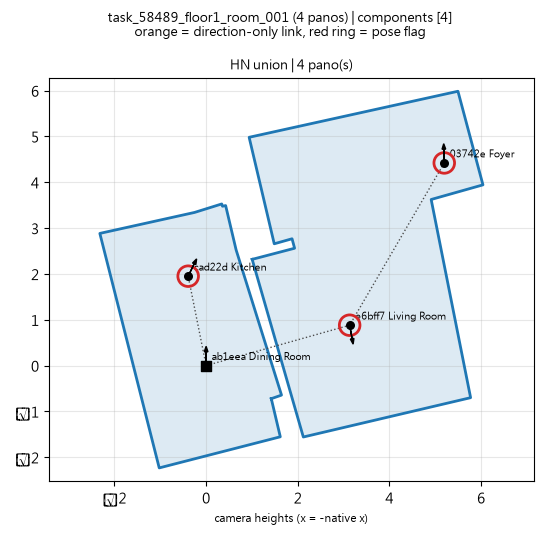 task_58489_floor1_room_001 (4 panos) | components [4]
orange = direction-only link, red ring = pose flag
HN union | 4 pano(s)
03742e Foyer
ad22d Kitchen
a6bff7 Living Room
ab1eea Dining Room
6
5
4
3
2
1
0
1
2
2
0
2
4
6
camera heights (x = -native x)